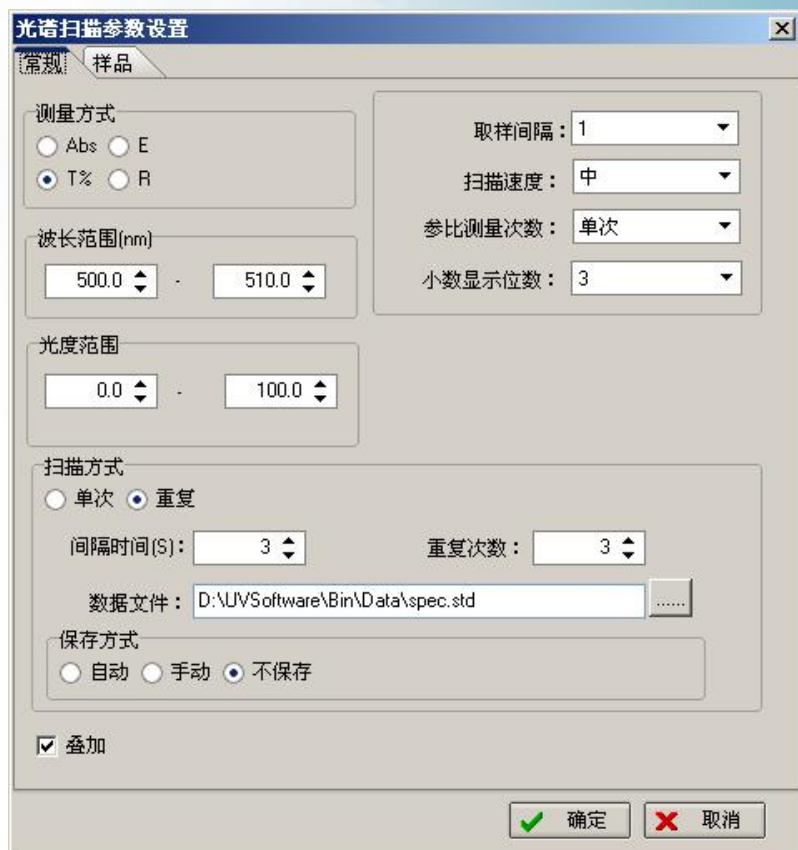 光谱扫描参数设置
常规 样品
测量方式
Abs E
T% R
取样间隔：1
扫描速度：中
参比测量次数：单次
小数显示位数：3
波长范围(nm)
500.0 - 510.0
光度范围
0.0 - 100.0
扫描方式
单次 重复
间隔时间(S)：3 重复次数：3
数据文件：D:\UVSoftware\Bin\Data\spec.std ......
保存方式
自动 手动 不保存
叠加
确定 取消